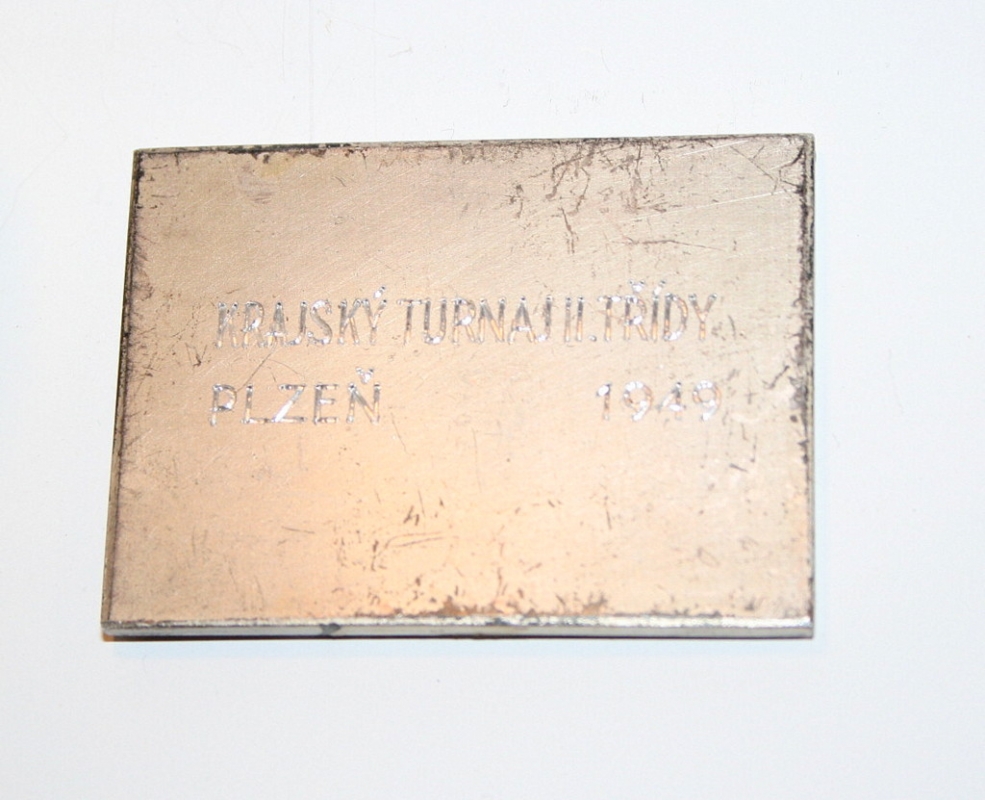 KRAJSKÝ TURNAJ II. TŘÍDY
PLZEŇ 1949